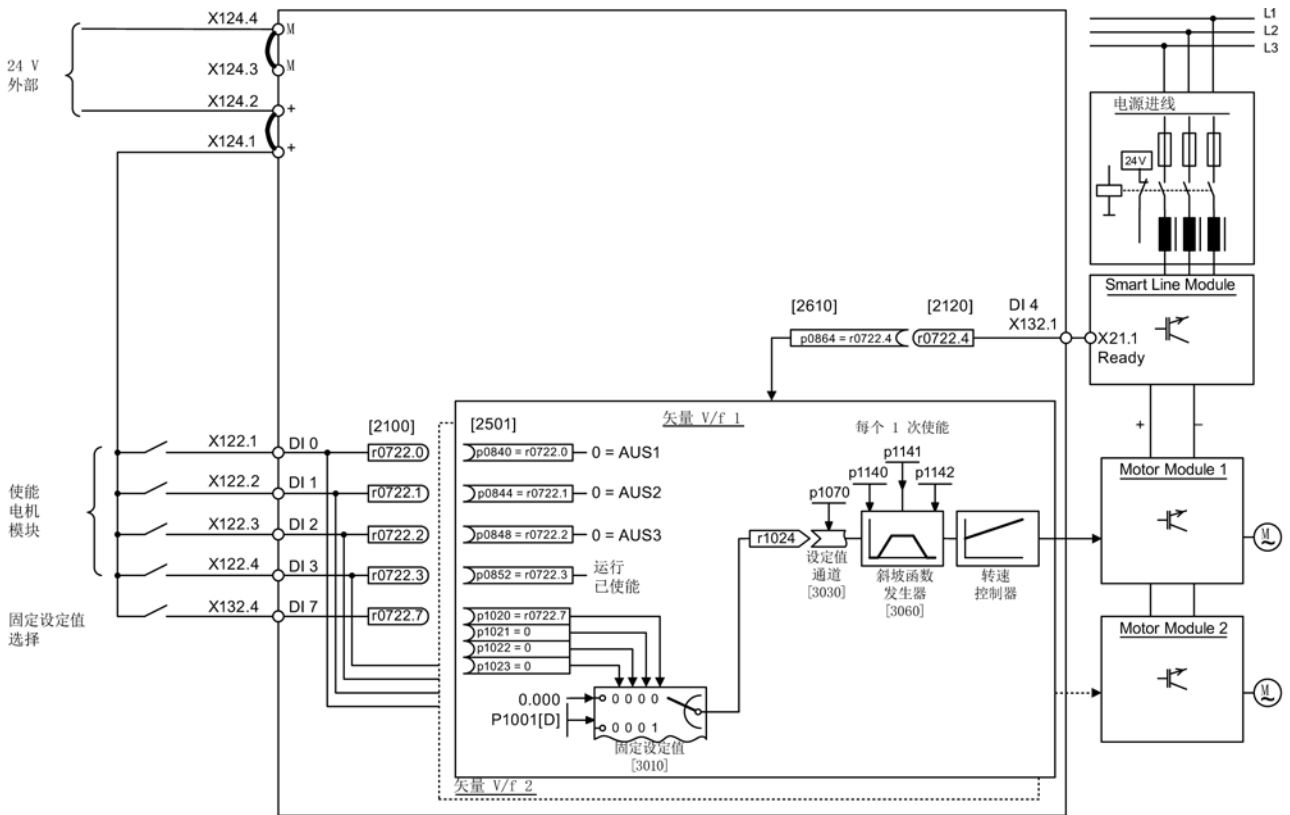 X124.4
M
24 V
外部
X124.3
M
X124.2
+
X124.1
+
L1
L2
L3
电源进线
24V
Smart Line Module
[2610]
[2120]
DI 4
X132.1
p0864 = r0722.4
r0722.4
X21.1
Ready
+
–
矢量 V/f 1
每个 1 次使能
[2100]
[2501]
X122.1
DI 0
r0722.0
p0840 = r0722.0
0 = AUS1
使能
电机
模块
X122.2
DI 1
r0722.1
p0844 = r0722.1
0 = AUS2
X122.3
DI 2
r0722.2
p0848 = r0722.2
0 = AUS3
X122.4
DI 3
r0722.3
p0852 = r0722.3
运行
已使能
固定设定值
选择
X132.4
DI 7
r0722.7
p1020 = r0722.7
p1021 = 0
p1022 = 0
p1023 = 0
p1141
p1140
p1142
p1070
r1024
设定值
通道
[3030]
斜坡函数
发生器
[3060]
转速
控制器
Motor Module 1
M
~
Motor Module 2
M
~
0.000
0 0 0 0
P1001[D]
0 0 0 1
固定设定值
[3010]
矢量 V/f 2